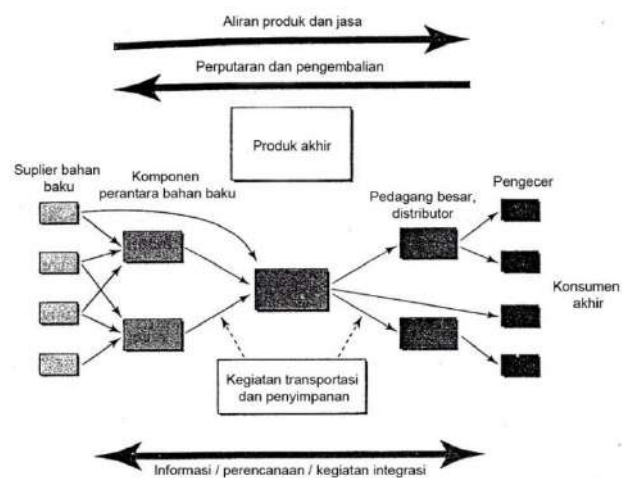 Aliran produk dan jasa
Perputaran dan pengembalian
Produk akhir
Suplier bahan
baku
Komponen
perantara bahan baku
Pedagang besar,
distributor
Pengecer
Konsumen
akhir
Kegiatan transportasi
dan penyimpanan
Informasi / perencanaan / kegiatan integrasi